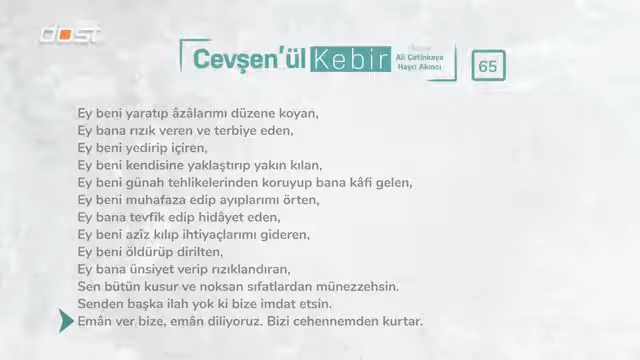 dost
Cevşen'ül Kebir
Ali Çetinkaya
Hayri Akıncı
65
Ey beni yaratıp âzâlarımı düzene koyan,
Ey bana rızık veren ve terbiye eden,
Ey beni yedirip içiren,
Ey beni kendisine yaklaştırıp yakın kılan,
Ey beni günah tehlikelerinden koruyup bana kâfi gelen,
Ey beni muhafaza edip ayıplarımı örten,
Ey bana tevfîk edip hidâyet eden,
Ey beni azîz kılıp ihtiyaçlarımı gideren,
Ey beni öldürüp dirilten,
Ey bana ünsiyet verip rızıklandıran,
Sen bütün kusur ve noksan sıfatlardan münezzehsin.
Senden başka ilah yok ki bize imdat etsin.
Emân ver bize, emân diliyoruz. Bizi cehennemden kurtar.